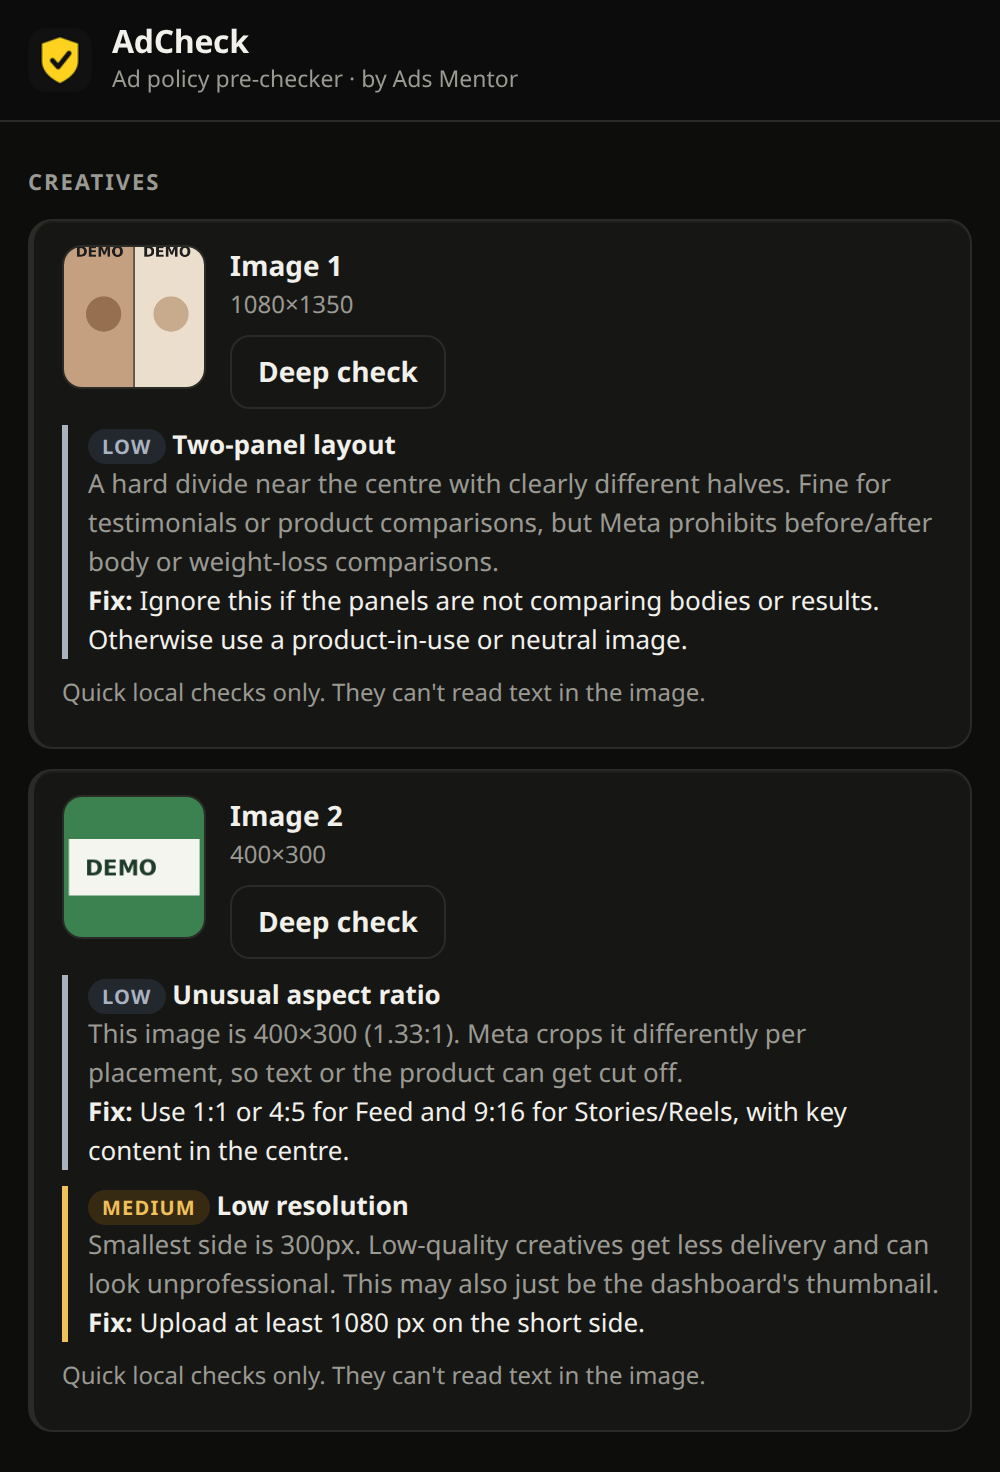 AdCheck
Ad policy pre-checker · by Ads Mentor
CREATIVES
DEMO DEMO
Image 1
1080×1350
Deep check
LOW Two-panel layout
A hard divide near the centre with clearly different halves. Fine for
testimonials or product comparisons, but Meta prohibits before/after
body or weight-loss comparisons.
Fix: Ignore this if the panels are not comparing bodies or results.
Otherwise use a product-in-use or neutral image.
Quick local checks only. They can't read text in the image.
DEMO
Image 2
400×300
Deep check
LOW Unusual aspect ratio
This image is 400×300 (1.33:1). Meta crops it differently per
placement, so text or the product can get cut off.
Fix: Use 1:1 or 4:5 for Feed and 9:16 for Stories/Reels, with key
content in the centre.
MEDIUM Low resolution
Smallest side is 300px. Low-quality creatives get less delivery and can
look unprofessional. This may also just be the dashboard's thumbnail.
Fix: Upload at least 1080 px on the short side.
Quick local checks only. They can't read text in the image.